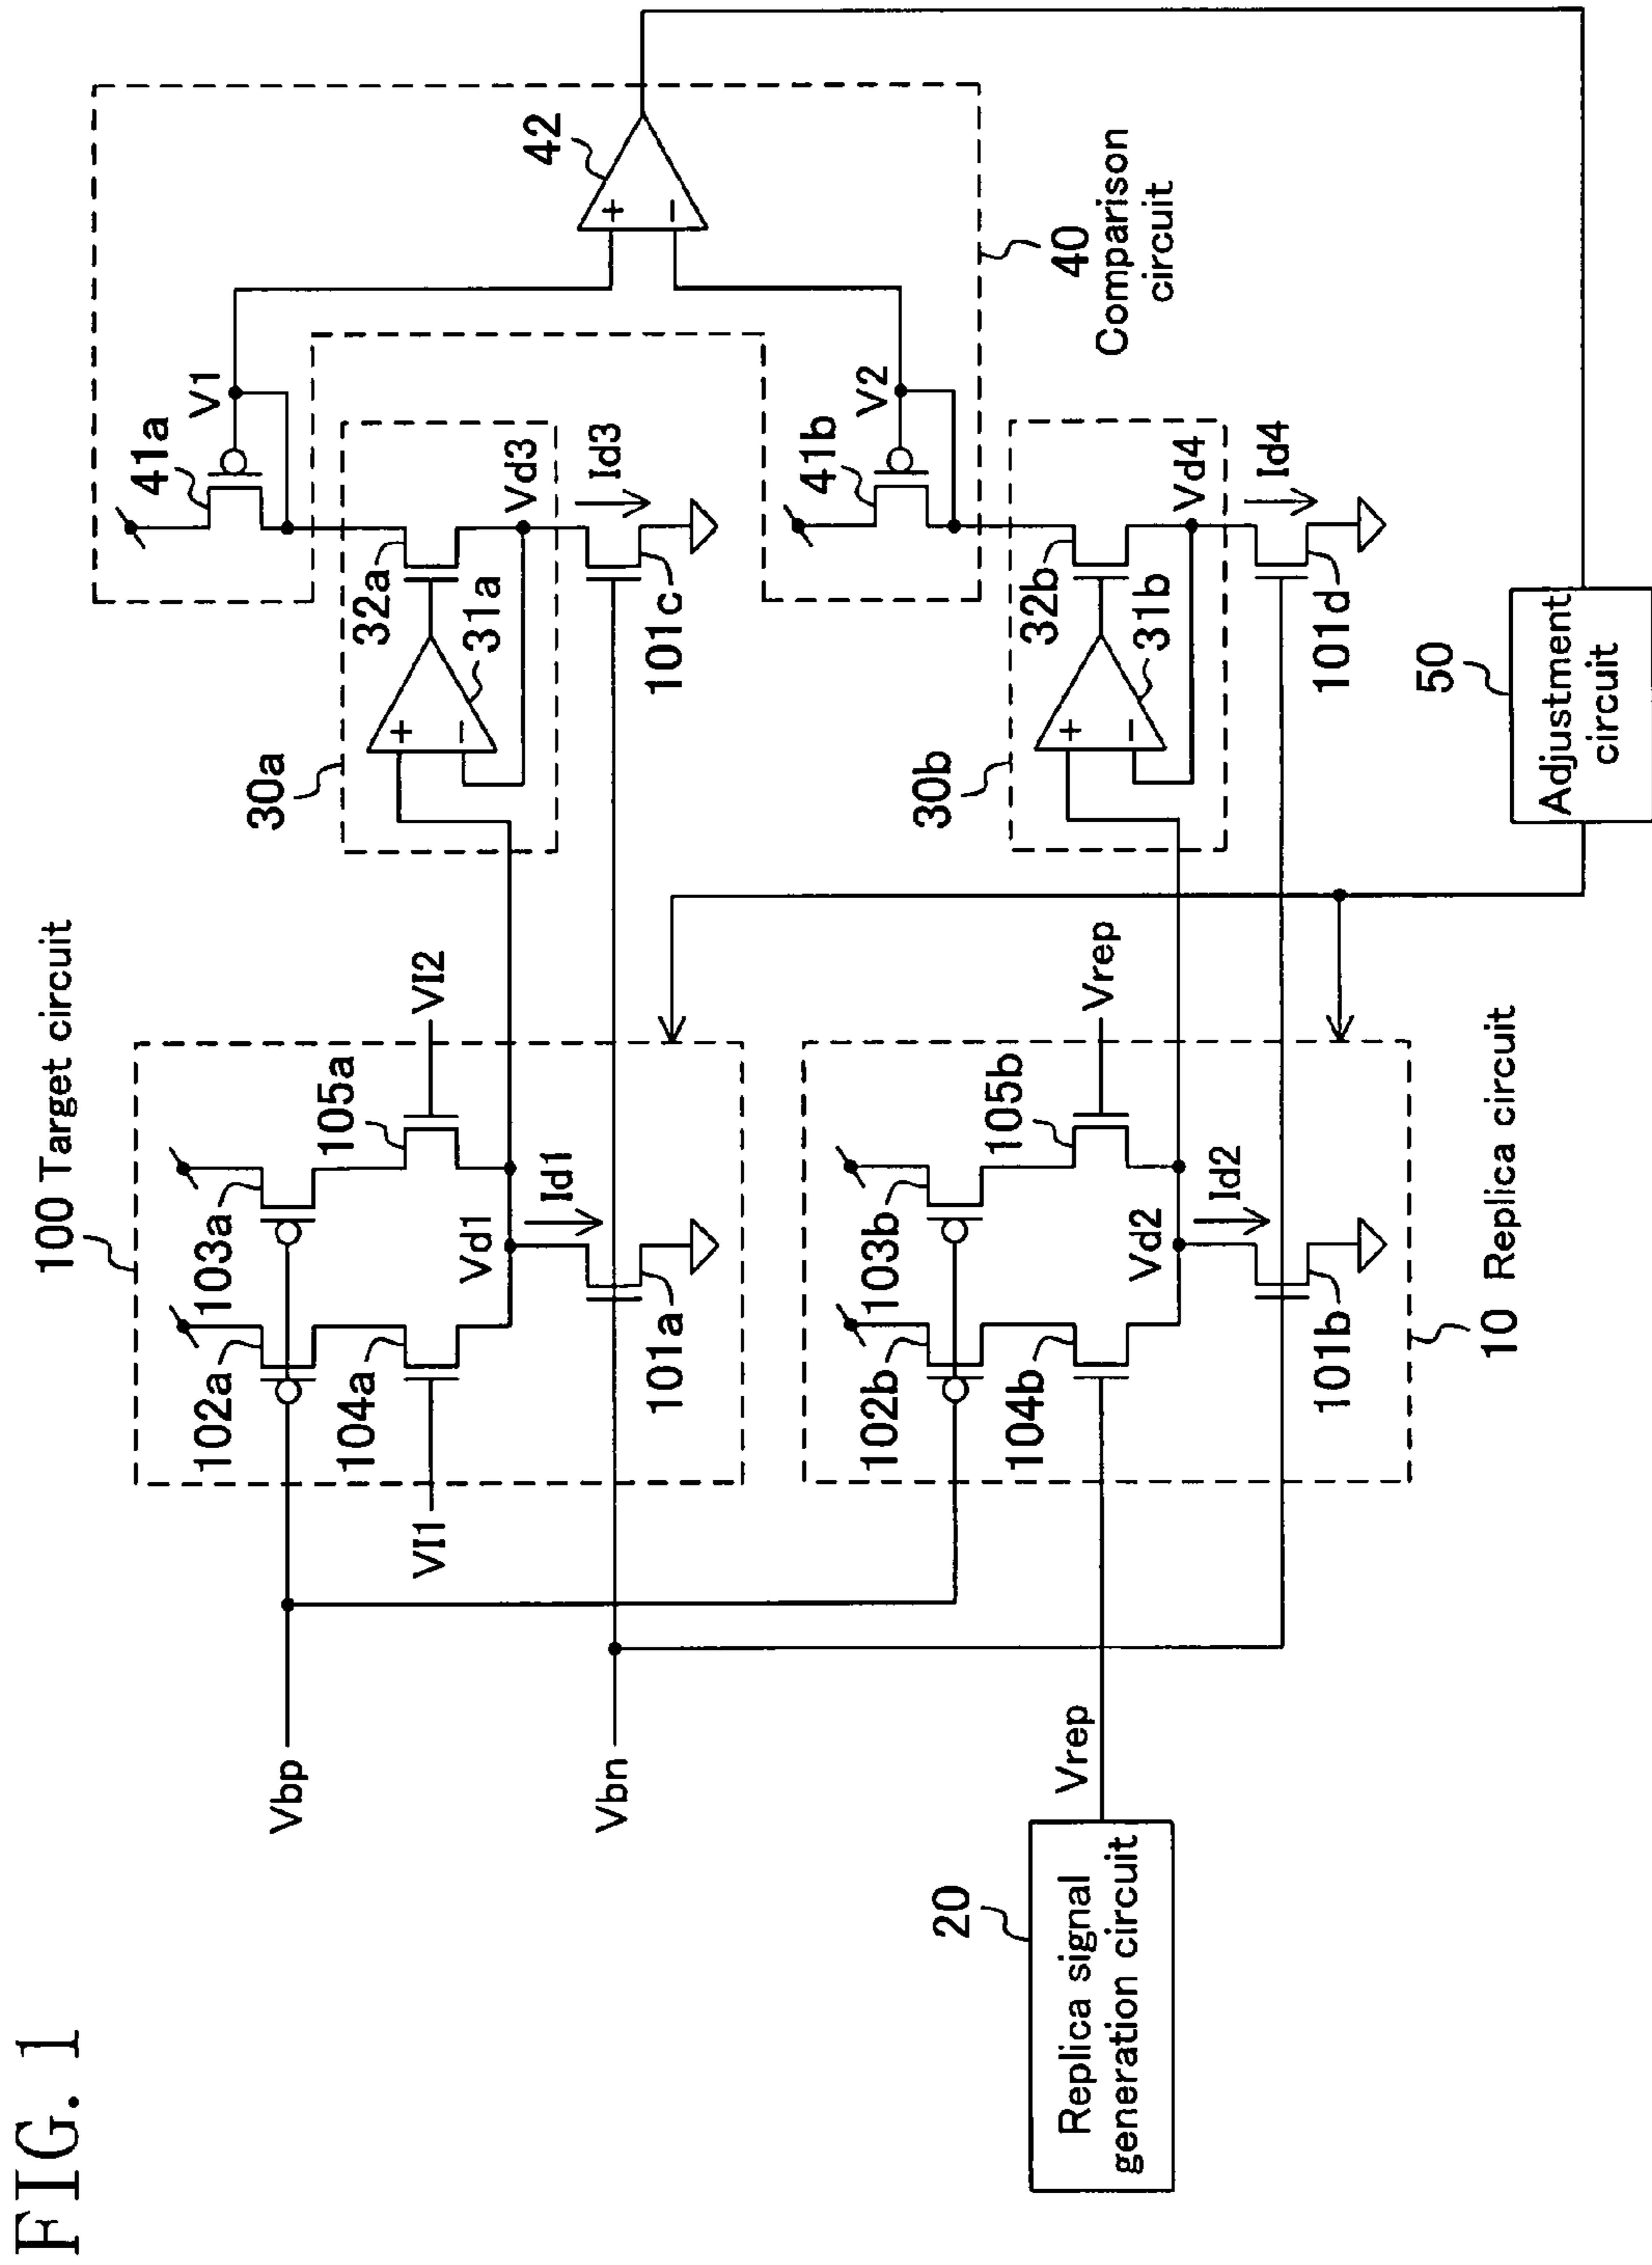 FIG. 1
100 Target circuit
102a
103a
104a
105a
VI1
VI2
Vd1
Id1
101a
Vbp
Vbn
30a
32a
31a
41a
V1
Vd3
Id3
101c
42
+
−
+
−
40
Comparison
circuit
20
Replica signal
generation circuit
Vrep
102b
103b
104b
105b
Vrep
Vd2
Id2
101b
10 Replica circuit
30b
32b
31b
+
−
41b
V2
Vd4
Id4
101d
50
Adjustment
circuit